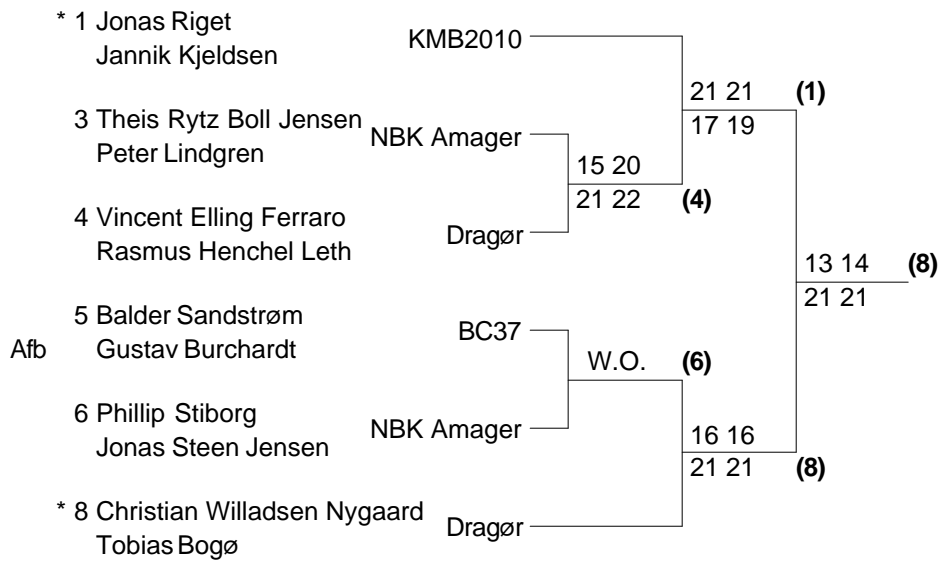 * 1 Jonas Riget
Jannik Kjeldsen
KMB2010
21 21 (1)
17 19
3 Theis Rytz Boll Jensen
Peter Lindgren
NBK Amager
15 20
21 22 (4)
4 Vincent Elling Ferraro
Rasmus Henchel Leth
Dragør
13 14 (8)
21 21
5 Balder Sandstrøm
Afb Gustav Burchardt
BC37
W.O. (6)
6 Phillip Stiborg
Jonas Steen Jensen
NBK Amager
16 16
21 21 (8)
* 8 Christian Willadsen Nygaard
Tobias Bogø
Dragør